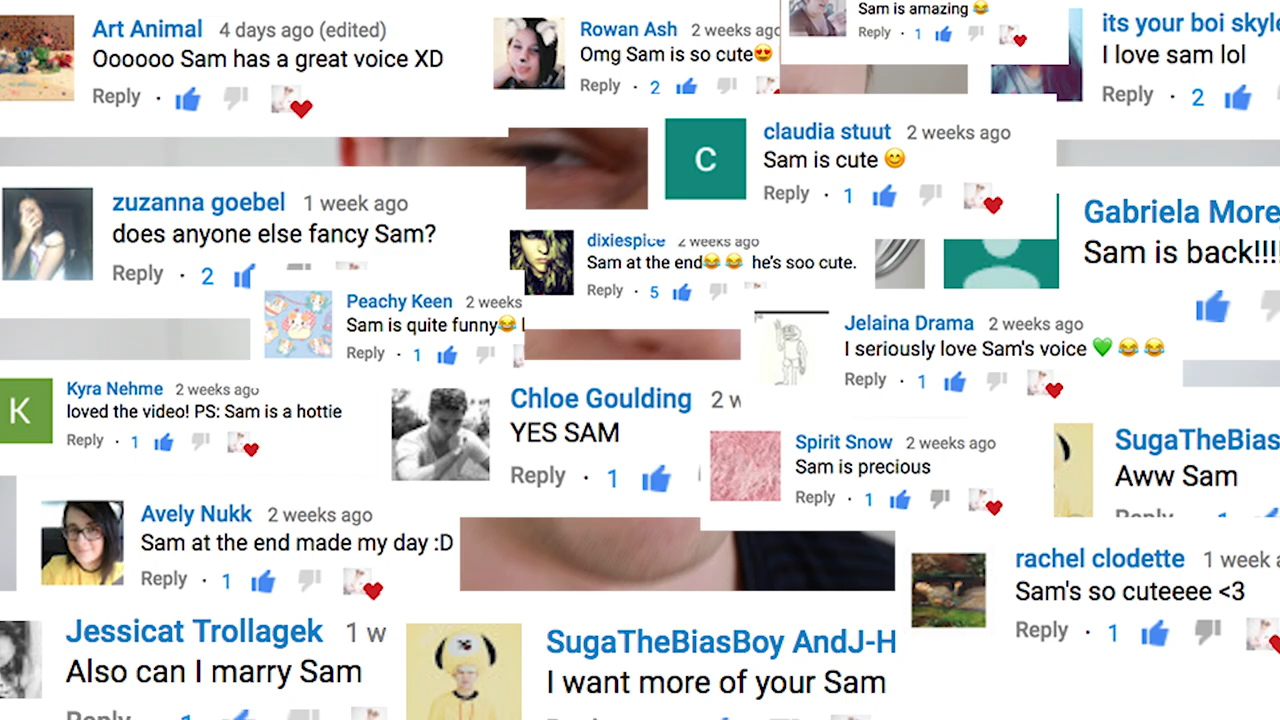 Art Animal 4 days ago (edited)
Oooooo Sam has a great voice XD
Reply
Rowan Ash 2 weeks ago
Omg Sam is so cute😍
Reply · 2
Sam is amazing 😂
Reply · 1
its your boi skyle
I love sam lol
Reply · 2
C
claudia stuut 2 weeks ago
Sam is cute 😊
Reply · 1
zuzanna goebel 1 week ago
does anyone else fancy Sam?
Reply · 2
dixiespice 2 weeks ago
Sam at the end😂 😂 he's soo cute.
Reply · 5
Gabriela More
Sam is back!!!!
Peachy Keen 2 weeks
Sam is quite funny😂
Reply · 1
Jelaina Drama 2 weeks ago
I seriously love Sam's voice 💚 😂 😂
Reply · 1
K
Kyra Nehme 2 weeks ago
loved the video! PS: Sam is a hottie
Reply · 1
Chloe Goulding 2 w
YES SAM
Reply · 1
Spirit Snow 2 weeks ago
Sam is precious
Reply · 1
SugaTheBias
Aww Sam
Reply
Avely Nukk 2 weeks ago
Sam at the end made my day :D
Reply · 1
rachel clodette 1 week a
Sam's so cuteeee <3
Reply · 1
Jessicat Trollagek 1 w
Also can I marry Sam
Reply
SugaTheBiasBoy AndJ-H
I want more of your Sam